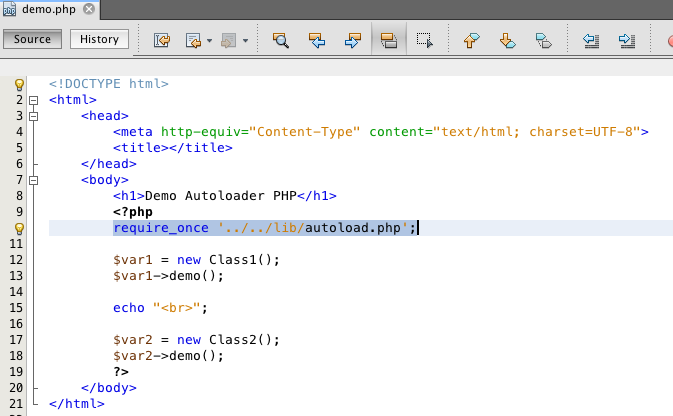 demo.php
Source History
<!DOCTYPE html>
2 <html>
3 <head>
4 <meta http-equiv="Content-Type" content="text/html; charset=UTF-8">
5 <title></title>
6 </head>
7 <body>
8 <h1>Demo Autoloader PHP</h1>
9 <?php
require_once '../../lib/autoload.php';
11
12 $var1 = new Class1();
13 $var1->demo();
14
15 echo "<br>";
16
17 $var2 = new Class2();
18 $var2->demo();
19 ?>
20 </body>
21 </html>